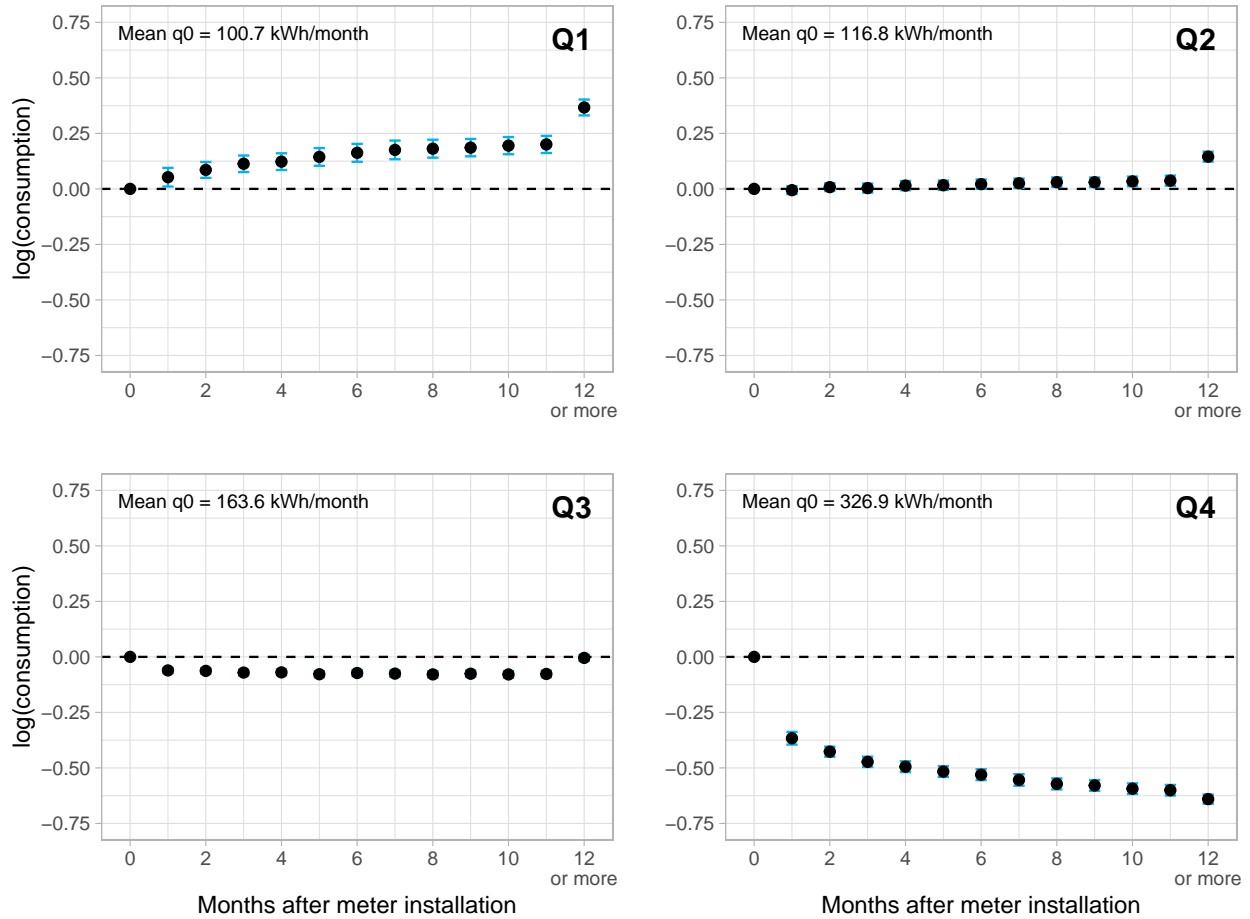 Mean q0 = 100.7 kWh/month
Q1
0.75
0.50
0.25
0.00
−0.25
−0.50
−0.75
log(consumption)
0 2 4 6 8 10 12
or more
Mean q0 = 116.8 kWh/month
Q2
0.75
0.50
0.25
0.00
−0.25
−0.50
−0.75
0 2 4 6 8 10 12
or more
Mean q0 = 163.6 kWh/month
Q3
0.75
0.50
0.25
0.00
−0.25
−0.50
−0.75
log(consumption)
0 2 4 6 8 10 12
or more
Months after meter installation
Mean q0 = 326.9 kWh/month
Q4
0.75
0.50
0.25
0.00
−0.25
−0.50
−0.75
0 2 4 6 8 10 12
or more
Months after meter installation